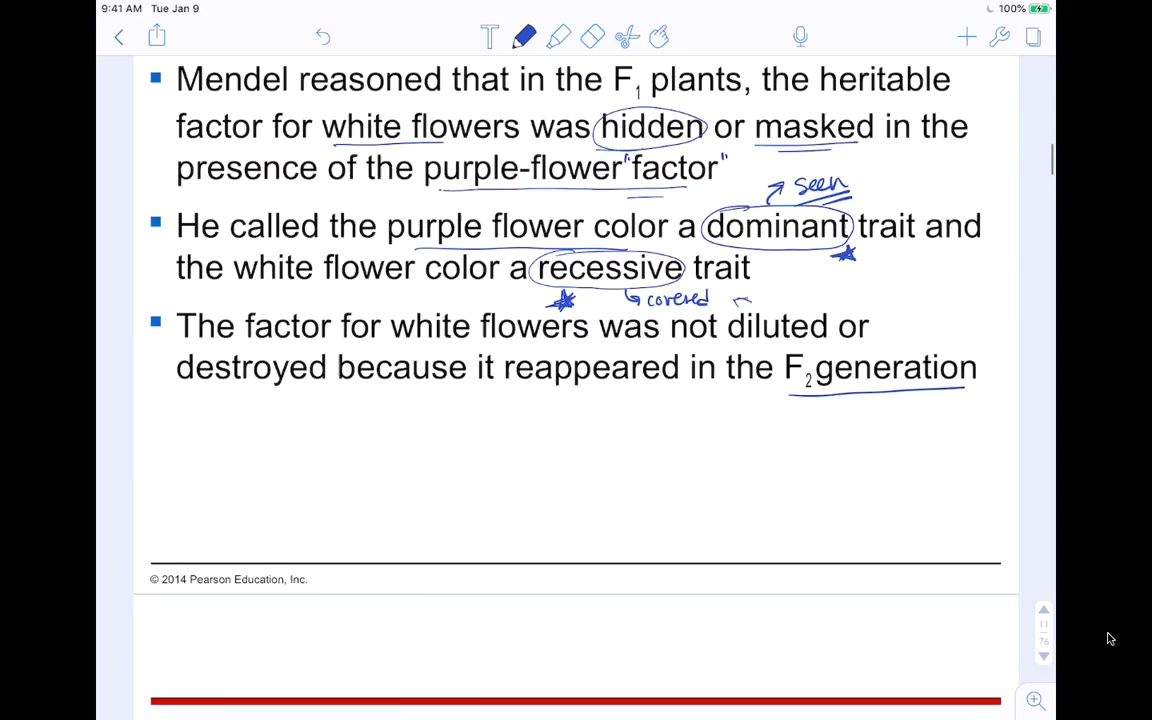 9:41 AM Tue Jan 9 100%
Mendel reasoned that in the F1 plants, the heritable
factor for white flowers was hidden or masked in the
presence of the purple-flower "factor"
seen
He called the purple flower color a dominant trait and
the white flower color a recessive trait
covered
The factor for white flowers was not diluted or
destroyed because it reappeared in the F2 generation
© 2014 Pearson Education, Inc.
11
76